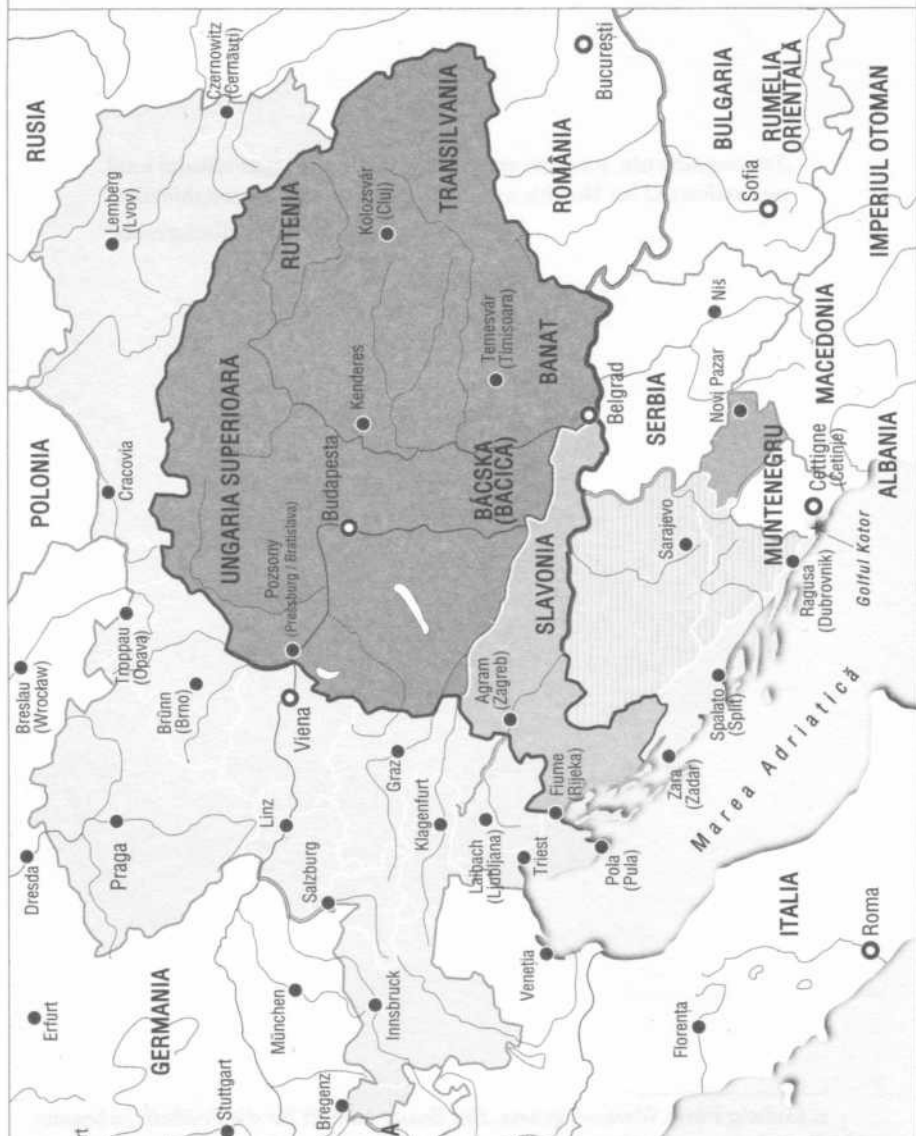 Erfurt
Dresda
Breslau
(Wrocław)
POLONIA
RUSIA
GERMANIA
Praga
Troppau
(Opava)
Cracovia
Lemberg
(Lvov)
Stuttgart
Brünn
(Brno)
Czernowitz
(Cernăuți)
München
Linz
Viena
Pozsony
(Pressburg / Bratislava)
UNGARIA SUPERIOARA
RUTENIA
Bregenz
Salzburg
Budapesta
Kenderes
Kolozsvár
(Cluj)
Innsbruck
Graz
TRANSILVANIA
Klagenfurt
Laibach
(Ljubljana)
Agram
(Zagreb)
BÁCSKA
(BACICA)
Temesvár
(Timisoara)
Veneția
Triest
Fiume
(Rijeka)
SLAVONIA
BANAT
ROMÂNIA
București
Pola
(Pula)
Belgrad
Zara
(Zadar)
Sarajevo
SERBIA
Florența
Spalato
(Split)
Novi Pazar
Niš
BULGARIA
Marea Adriatică
MUNTENEGRU
Sofia
RUMELIA
ORIENTALĂ
ITALIA
Ragusa
(Dubrovnik)
Cettigne
(Cetinje)
MACEDONIA
Roma
Golful Kotor
ALBANIA
IMPERIUL OTOMAN